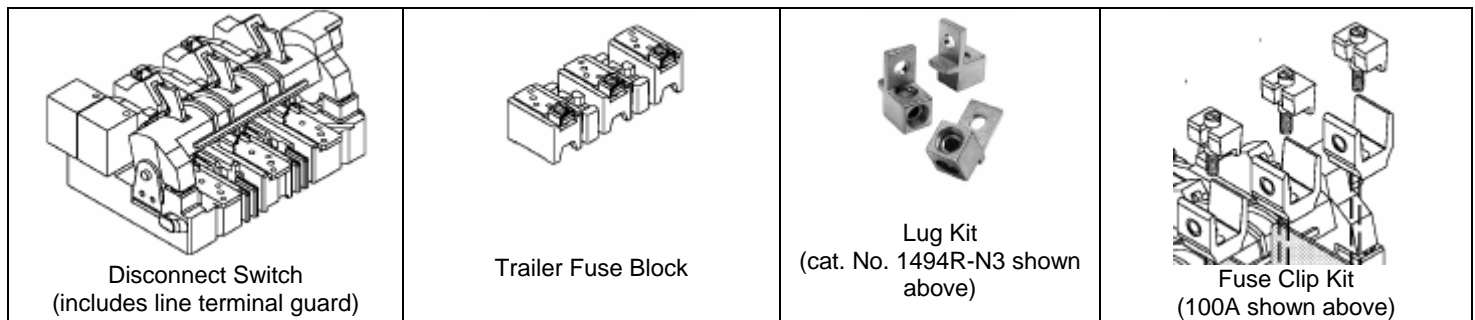 Disconnect Switch
(includes line terminal guard)
Trailer Fuse Block
Lug Kit
(cat. No. 1494R-N3 shown
above)
Fuse Clip Kit
(100A shown above)